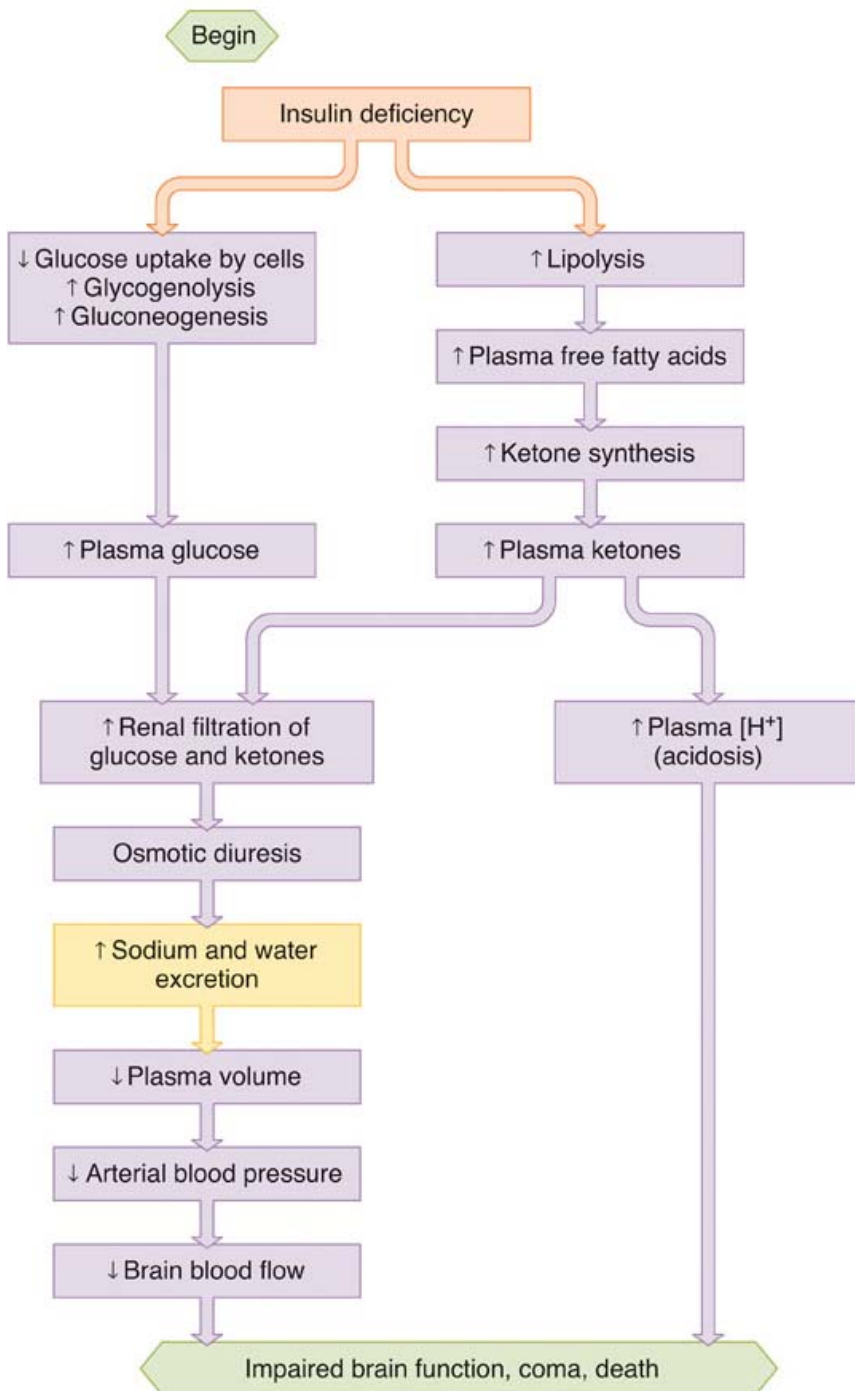 Begin
Insulin deficiency
↓ Glucose uptake by cells
↑ Glycogenolysis
↑ Gluconeogenesis
↑ Lipolysis
↑ Plasma free fatty acids
↑ Ketone synthesis
↑ Plasma glucose
↑ Plasma ketones
↑ Renal filtration of
glucose and ketones
↑ Plasma [H⁺]
(acidosis)
Osmotic diuresis
↑ Sodium and water
excretion
↓ Plasma volume
↓ Arterial blood pressure
↓ Brain blood flow
Impaired brain function, coma, death